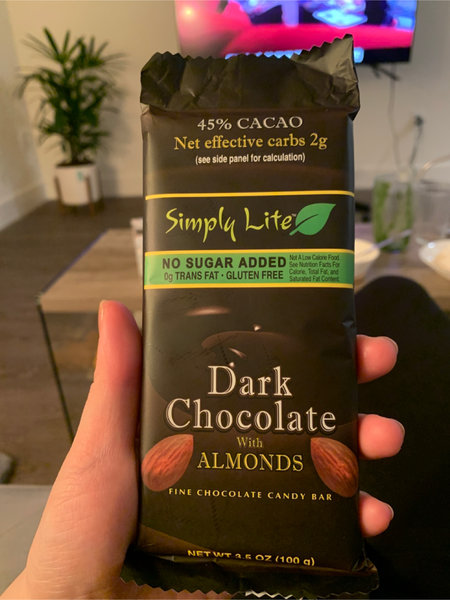 45% CACAO
Net effective carbs 2g
(see side panel for calculation)
Simply Lite™
NO SUGAR ADDED
0g TRANS FAT • GLUTEN FREE
Not A Low Calorie Food.
See Nutrition Facts For
Calorie, Total Fat, and
Saturated Fat Content.
Dark
Chocolate
With
ALMONDS
FINE CHOCOLATE CANDY BAR
NET WT 3.5 OZ (100 g)